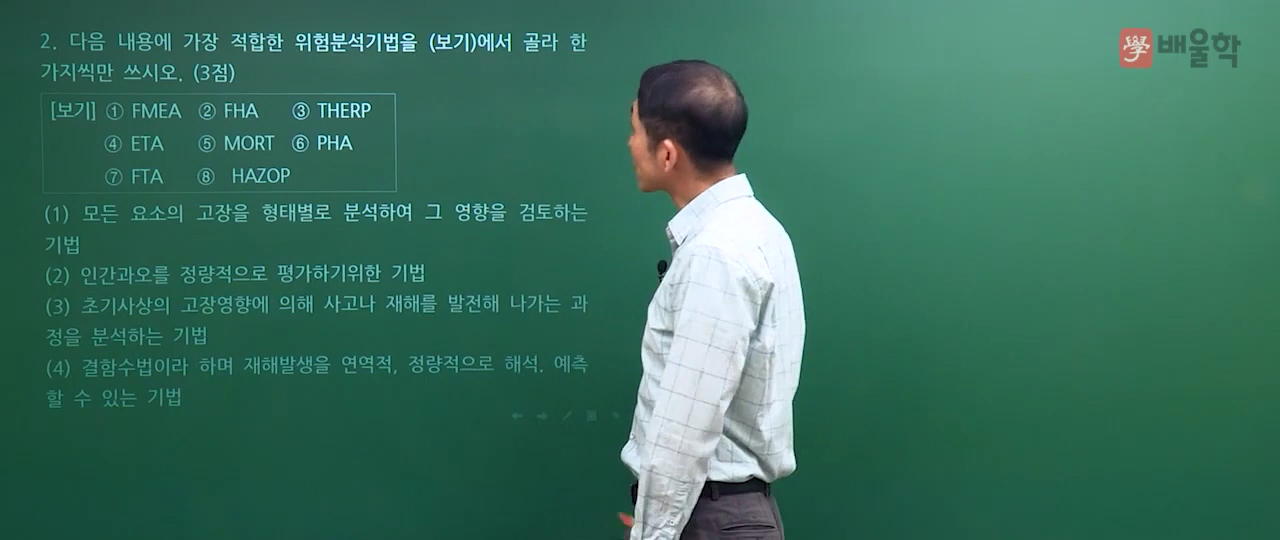 2. 다음 내용에 가장 적합한 위험분석기법을 (보기)에서 골라 한
가지씩만 쓰시오. (3점)
[보기] ① FMEA ② FHA ③ THERP
④ ETA ⑤ MORT ⑥ PHA
⑦ FTA ⑧ HAZOP
(1) 모든 요소의 고장을 형태별로 분석하여 그 영향을 검토하는
기법
(2) 인간과오를 정량적으로 평가하기위한 기법
(3) 초기사상의 고장영향에 의해 사고나 재해를 발전해 나가는 과
정을 분석하는 기법
(4) 결함수법이라 하며 재해발생을 연역적, 정량적으로 해석. 예측
할 수 있는 기법
學 배울학